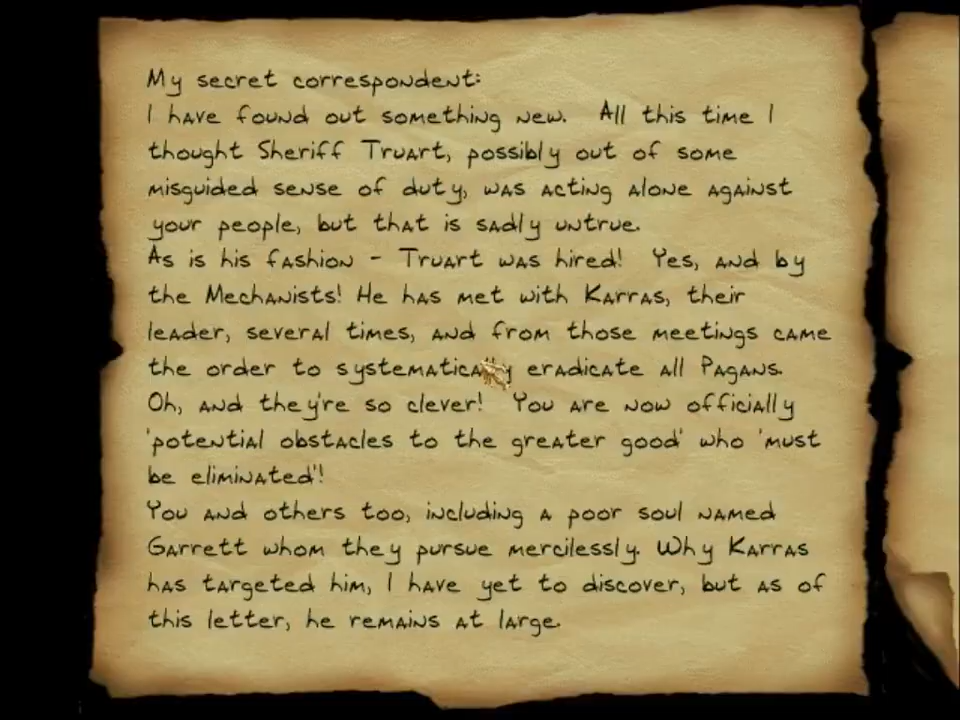 My secret correspondent:
I have found out something new. All this time I
thought Sheriff Truart, possibly out of some
misguided sense of duty, was acting alone against
your people, but that is sadly untrue.
As is his fashion - Truart was hired! Yes, and by
the Mechanists! He has met with Karras, their
leader, several times, and from those meetings came
the order to systematically eradicate all Pagans.
Oh, and they're so clever! You are now officially
'potential obstacles to the greater good' who 'must
be eliminated'!
You and others too, including a poor soul named
Garrett whom they pursue mercilessly. Why Karras
has targeted him, I have yet to discover, but as of
this letter, he remains at large.